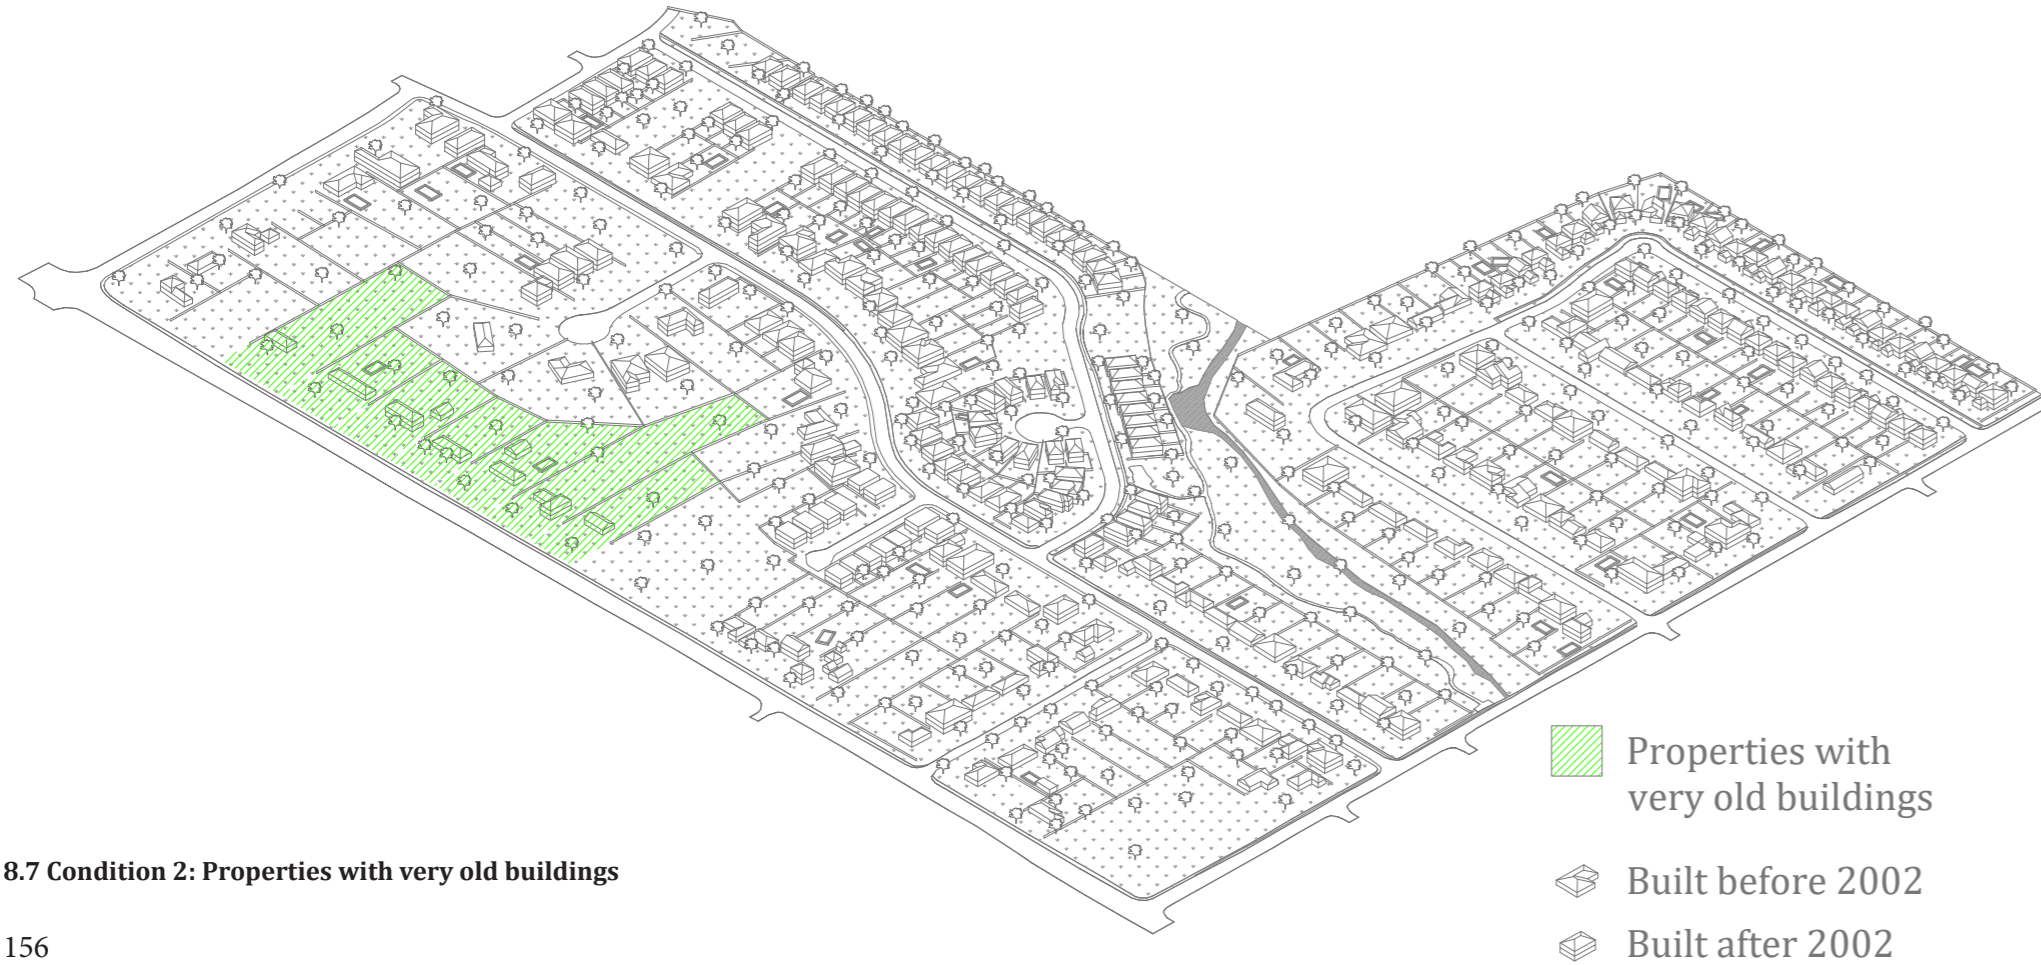 Properties with
very old buildings
Built before 2002
Built after 2002
8.7 Condition 2: Properties with very old buildings
156